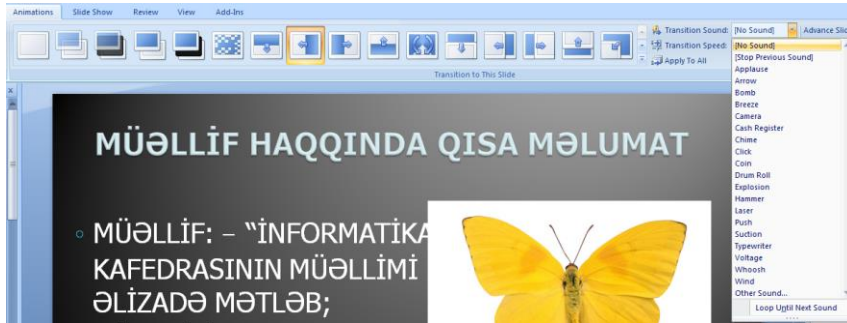 Animations Slide Show Review View Add-Ins
Transition Sound: [No Sound] Advance Slid
Transition Speed: [No Sound]
[Stop Previous Sound]
Apply To All
Applause
Arrow
Bomb
Transition to This Slide
Breeze
Camera
Cash Register
Chime
Click
Coin
Drum Roll
Explosion
Hammer
Laser
Push
Suction
Typewriter
Voltage
Whoosh
Wind
Other Sound...
Loop Until Next Sound
MÜƏLLİF HAQQINDA QISA MƏLUMAT
MÜƏLLİF: – “İNFORMATİKA
KAFEDRASININ MÜƏLLİMİ
ƏLİZADƏ MƏTLƏB;